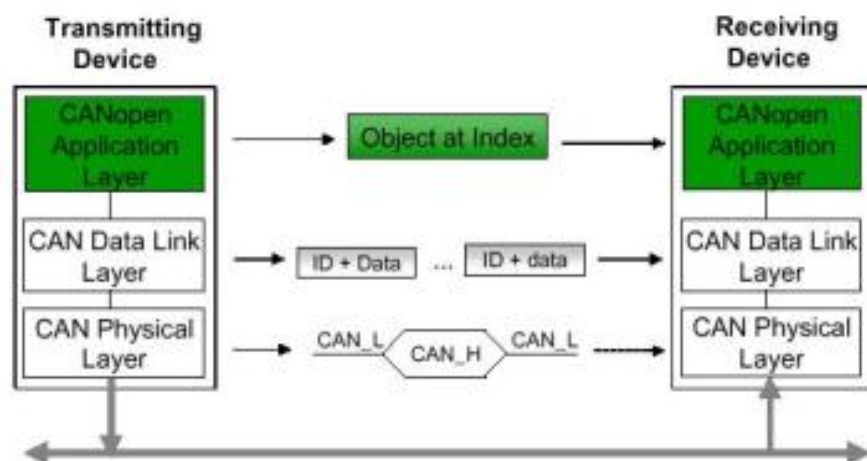 Transmitting
Device
Receiving
Device
CANopen
Application
Layer
Object at Index
CANopen
Application
Layer
CAN Data Link
Layer
ID + Data
...
ID + data
CAN Data Link
Layer
CAN Physical
Layer
CAN_L
CAN_H
CAN_L
CAN Physical
Layer